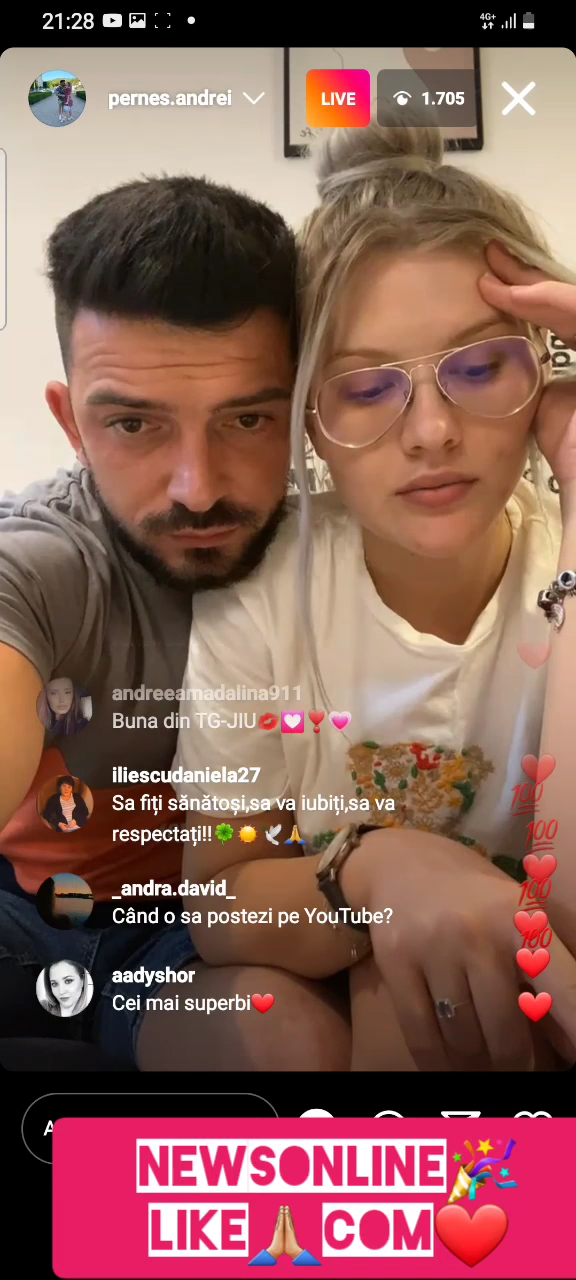 21:28
4G+
pernes.andrei
LIVE
1.705
andreeamadalina911
Buna din TG-JIU💋💟❣️💗
iliescudaniela27
Sa fiți sănătoși,sa va iubiți,sa va
respectați!!🍀☀️🕊️🙏
_andra.david_
Când o sa postezi pe YouTube?
aadyshor
Cei mai superbi❤️
NEWSONLINE🎉
LIKE🙏🏼COM❤️